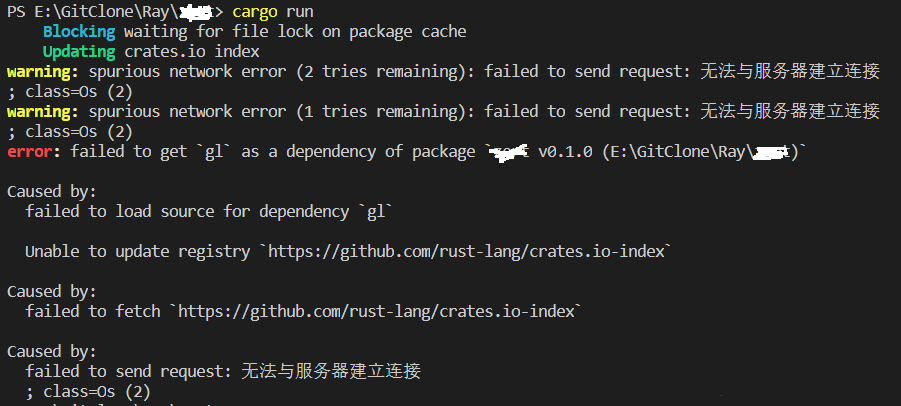 PS E:\GitClone\Ray\> cargo run
Blocking waiting for file lock on package cache
Updating crates.io index
warning: spurious network error (2 tries remaining): failed to send request: 无法与服务器建立连接
; class=Os (2)
warning: spurious network error (1 tries remaining): failed to send request: 无法与服务器建立连接
; class=Os (2)
error: failed to get `gl` as a dependency of package ` v0.1.0 (E:\GitClone\Ray\)`
Caused by:
failed to load source for dependency `gl`
Unable to update registry `https://github.com/rust-lang/crates.io-index`
Caused by:
failed to fetch `https://github.com/rust-lang/crates.io-index`
Caused by:
failed to send request: 无法与服务器建立连接
; class=Os (2)